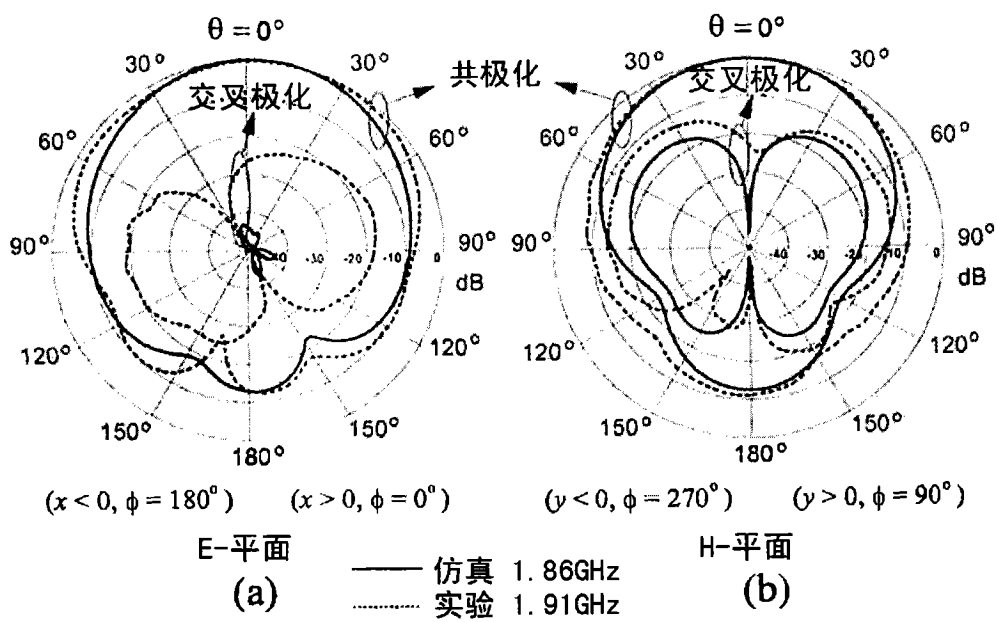 θ = 0° θ = 0°
30° 30° 30° 30°
交叉极化 共极化 交叉极化
60° 60° 60° 60°
90° -30 -20 -10 0 90° 90° -40 -30 -20 -10 0 90°
dB dB
120° 120° 120° 120°
150° 150° 150° 150°
180° 180°
(x < 0, ϕ = 180°) (x > 0, ϕ = 0°) (y < 0, ϕ = 270°) (y > 0, ϕ = 90°)
E-平面 H-平面
(a) 仿真 1.86GHz (b)
实验 1.91GHz